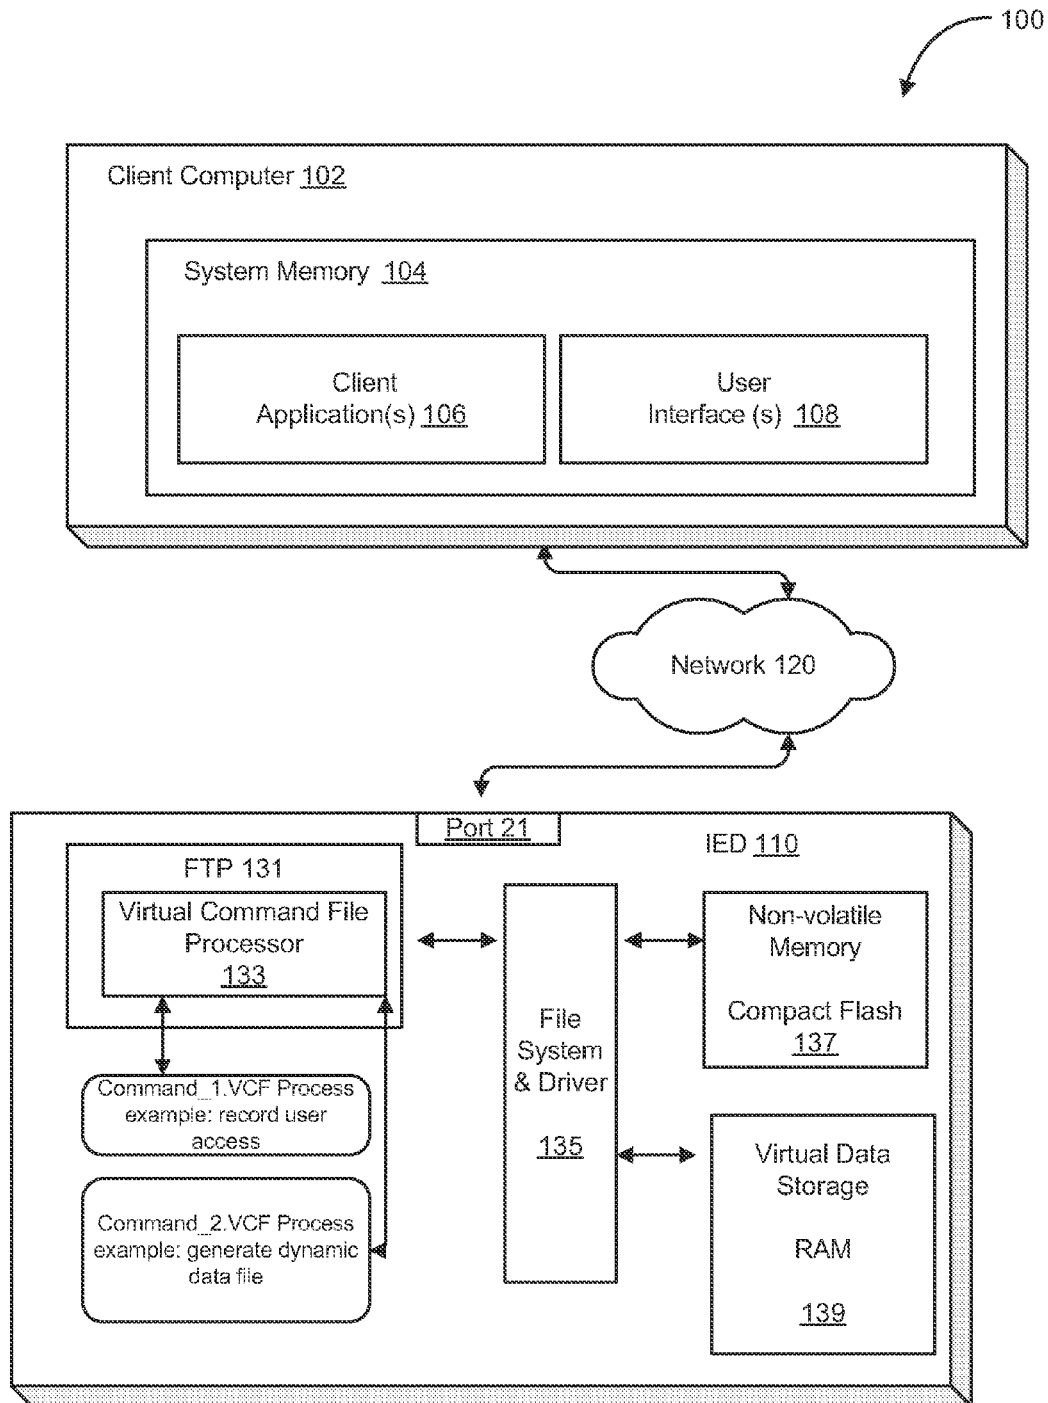 100
Client Computer 102
System Memory 104
Client
Application(s) 106
User
Interface (s) 108
Network 120
Port 21
IED 110
FTP 131
Virtual Command File
Processor
133
Command_1.VCF Process
example: record user
access
Command_2.VCF Process
example: generate dynamic
data file
File
System
& Driver
135
Non-volatile
Memory
Compact Flash
137
Virtual Data
Storage
RAM
139